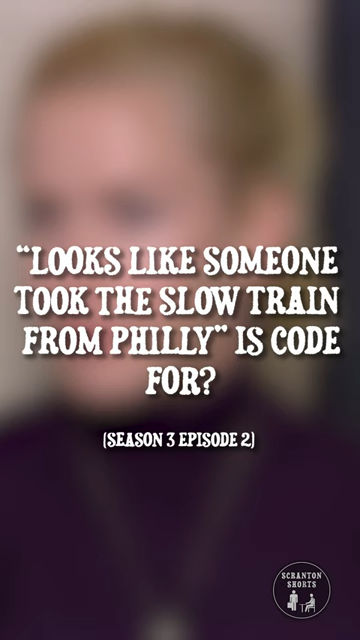 “LOOKS LIKE SOMEONE
TOOK THE SLOW TRAIN
FROM PHILLY” IS CODE
FOR?
(SEASON 3 EPISODE 2)
SCRANTON
SHORTS